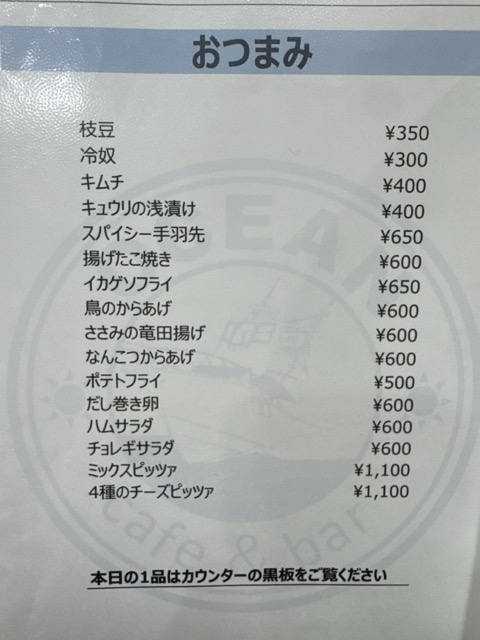 おつまみ
枝豆 ¥350
冷奴 ¥300
キムチ ¥400
キュウリの浅漬け ¥400
スパイシー手羽先 ¥650
揚げたこ焼き ¥600
イカゲソフライ ¥650
鳥のからあげ ¥600
ささみの竜田揚げ ¥600
なんこつからあげ ¥600
ポテトフライ ¥500
だし巻き卵 ¥600
ハムサラダ ¥600
チョレギサラダ ¥600
ミックスピッツァ ¥1,100
4種のチーズピッツァ ¥1,100
cafe & bar
本日の1品はカウンターの黒板をご覧ください